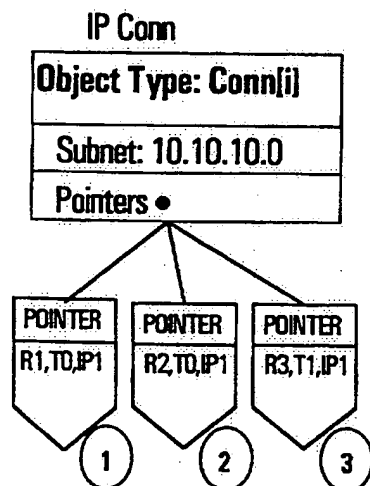 IP Conn
Object Type: Conn[i]
Subnet: 10.10.10.0
Pointers
POINTER POINTER POINTER
R1,T0,IP1 R2,T0,IP1 R3,T1,IP1
1 2 3